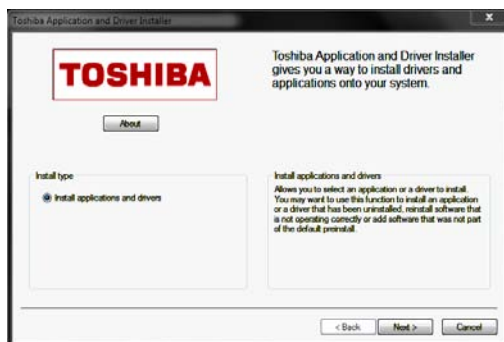 Toshiba Application and Driver Installer
x
TOSHIBA
Toshiba Application and Driver Installer
gives you a way to install drivers and
applications onto your system.
About
Install type
Install applications and drivers
Install applications and drivers
Allows you to select an application or a driver to install.
You may want to use this function to install an application
or a driver that has been uninstalled, reinstall software that
is not operating correctly or add software that was not part
of the default preinstall.
< Back
Next >
Cancel